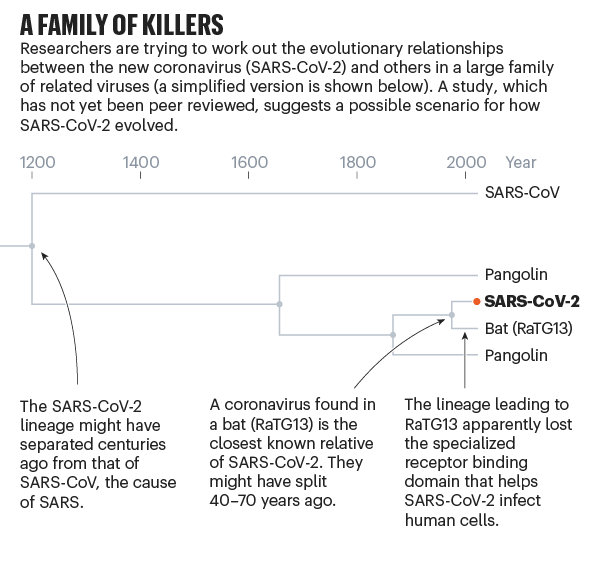 A FAMILY OF KILLERS
Researchers are trying to work out the evolutionary relationships
between the new coronavirus (SARS-CoV-2) and others in a large family
of related viruses (a simplified version is shown below). A study, which
has not yet been peer reviewed, suggests a possible scenario for how
SARS-CoV-2 evolved.
1200 1400 1600 1800 2000 Year
SARS-CoV
Pangolin
SARS-CoV-2
Bat (RaTG13)
Pangolin
The SARS-CoV-2
lineage might have
separated centuries
ago from that of
SARS-CoV, the cause
of SARS.
A coronavirus found in
a bat (RaTG13) is the
closest known relative
of SARS-CoV-2. They
might have split
40–70 years ago.
The lineage leading to
RaTG13 apparently lost
the specialized
receptor binding
domain that helps
SARS-CoV-2 infect
human cells.